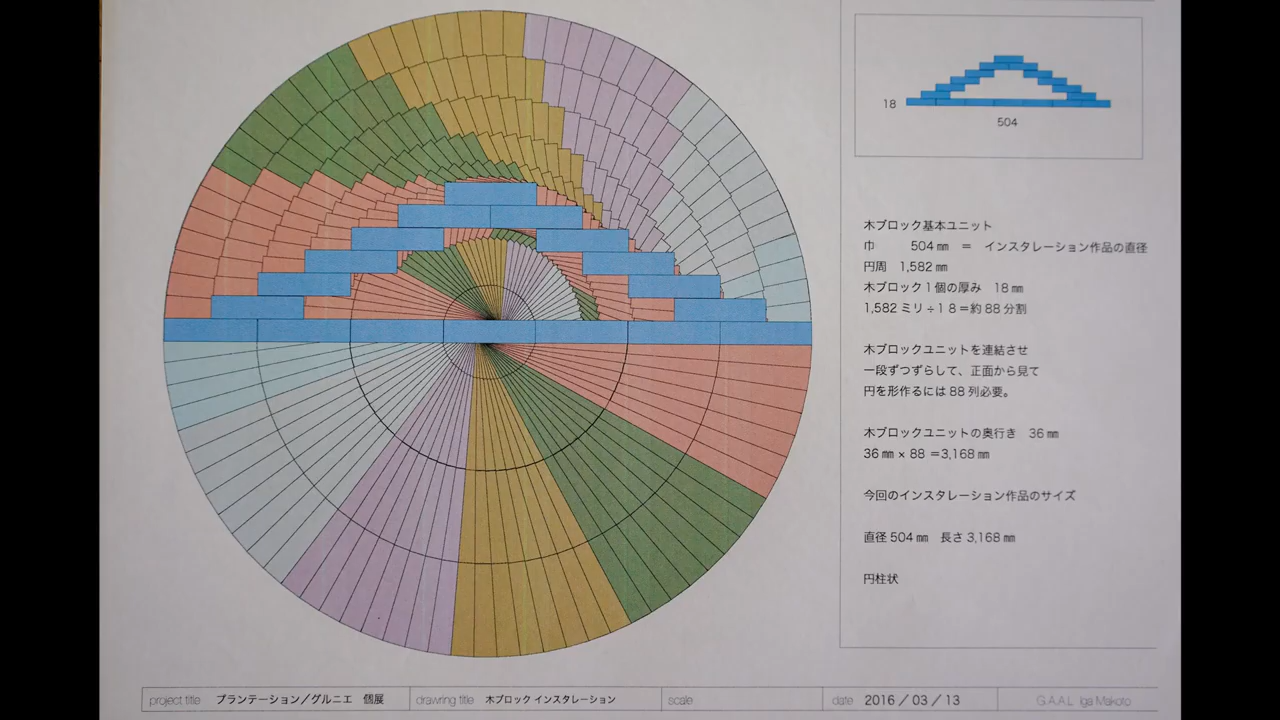 18
504
木ブロック基本ユニット
巾 504㎜ = インスタレーション作品の直径
円周 1,582㎜
木ブロック1個の厚み 18㎜
1,582ミリ÷18=約88分割
木ブロックユニットを連結させ
一段ずつずらして、正面から見て
円を形作るには88列必要。
木ブロックユニットの奥行き 36㎜
36㎜×88=3,168㎜
今回のインスタレーション作品のサイズ
直径504㎜ 長さ3,168㎜
円柱状
project title プランテーション/グルニエ 個展 drawring title 木ブロック インスタレーション scale date 2016/03/13 G.A.A.L Iga Makoto